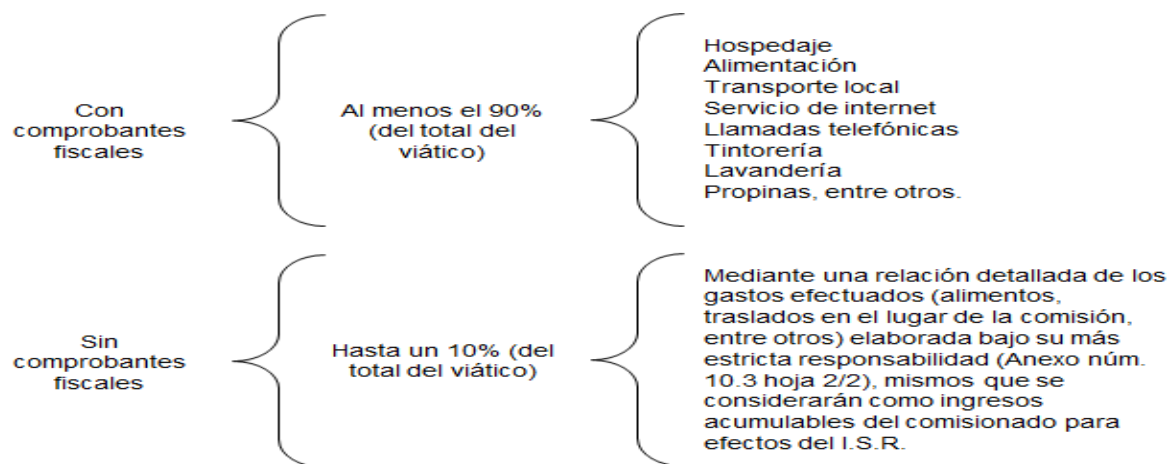 Con
comprobantes
fiscales
Al menos el 90%
(del total del
viático)
Hospedaje
Alimentación
Transporte local
Servicio de internet
Llamadas telefónicas
Tintorería
Lavandería
Propinas, entre otros.
Sin
comprobantes
fiscales
Hasta un 10% (del
total del viático)
Mediante una relación detallada de los
gastos efectuados (alimentos,
traslados en el lugar de la comisión,
entre otros) elaborada bajo su más
estricta responsabilidad (Anexo núm.
10.3 hoja 2/2), mismos que se
considerarán como ingresos
acumulables del comisionado para
efectos del I.S.R.